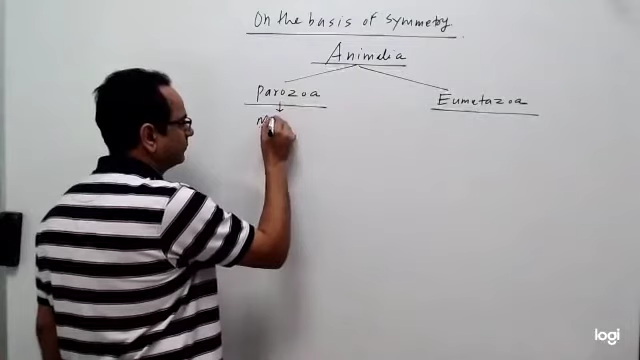 On the basis of symmetry.
Animalia
Parozoa
Eumetazoa
logi